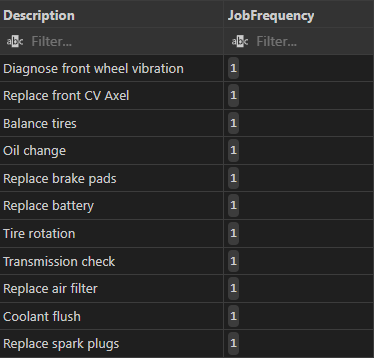 Description JobFrequency
abc Filter... abc Filter...
Diagnose front wheel vibration 1
Replace front CV Axel 1
Balance tires 1
Oil change 1
Replace brake pads 1
Replace battery 1
Tire rotation 1
Transmission check 1
Replace air filter 1
Coolant flush 1
Replace spark plugs 1